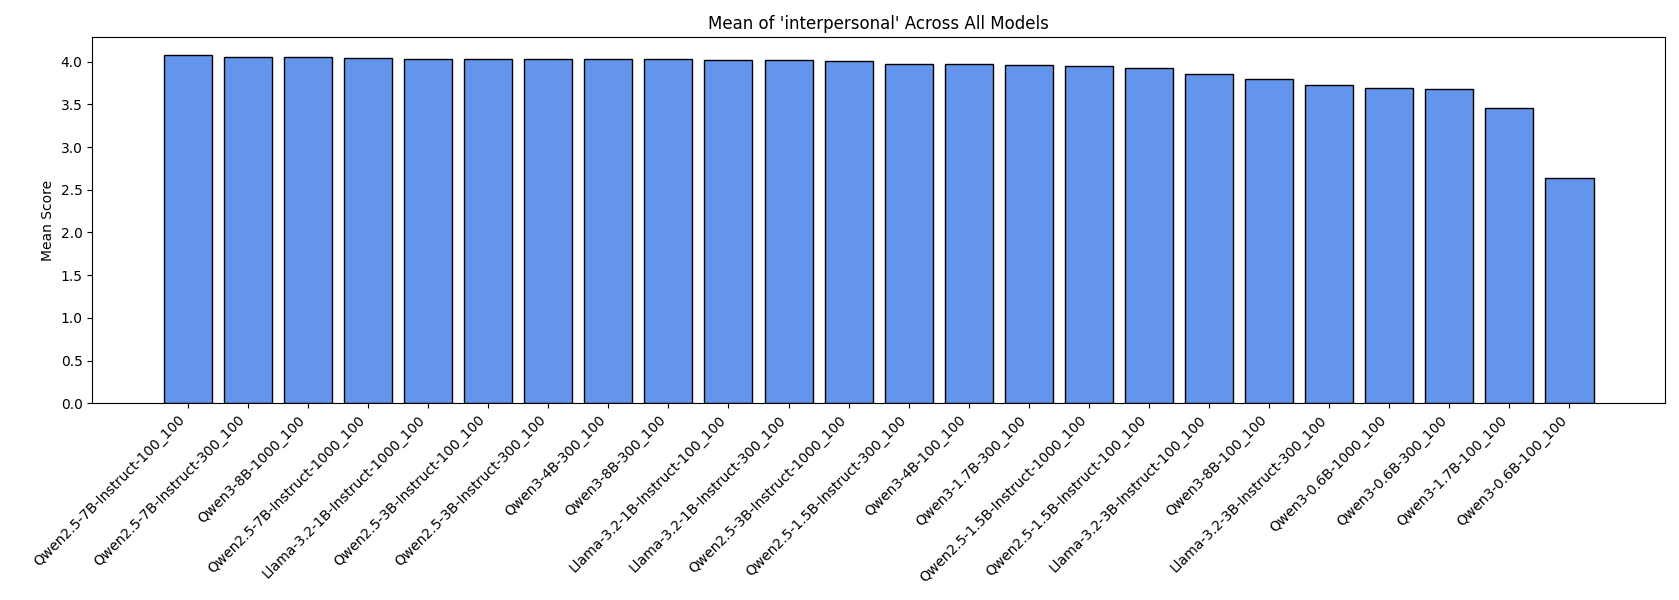 Mean of 'interpersonal' Across All Models
Mean Score
4.0
3.5
3.0
2.5
2.0
1.5
1.0
0.5
0.0
Qwen2.5-7B-Instruct-100_100
Qwen2.5-7B-Instruct-300_100
Qwen3-8B-1000_100
Qwen2.5-7B-Instruct-1000_100
Llama-3.2-1B-Instruct-1000_100
Qwen2.5-3B-Instruct-100_100
Qwen2.5-3B-Instruct-300_100
Qwen3-4B-300_100
Qwen3-8B-300_100
Llama-3.2-1B-Instruct-100_100
Llama-3.2-1B-Instruct-300_100
Qwen2.5-3B-Instruct-1000_100
Qwen2.5-1.5B-Instruct-300_100
Qwen3-4B-100_100
Qwen3-1.7B-300_100
Qwen2.5-1.5B-Instruct-1000_100
Qwen2.5-1.5B-Instruct-100_100
Llama-3.2-3B-Instruct-100_100
Qwen3-8B-100_100
Llama-3.2-3B-Instruct-300_100
Qwen3-0.6B-1000_100
Qwen3-0.6B-300_100
Qwen3-1.7B-100_100
Qwen3-0.6B-100_100